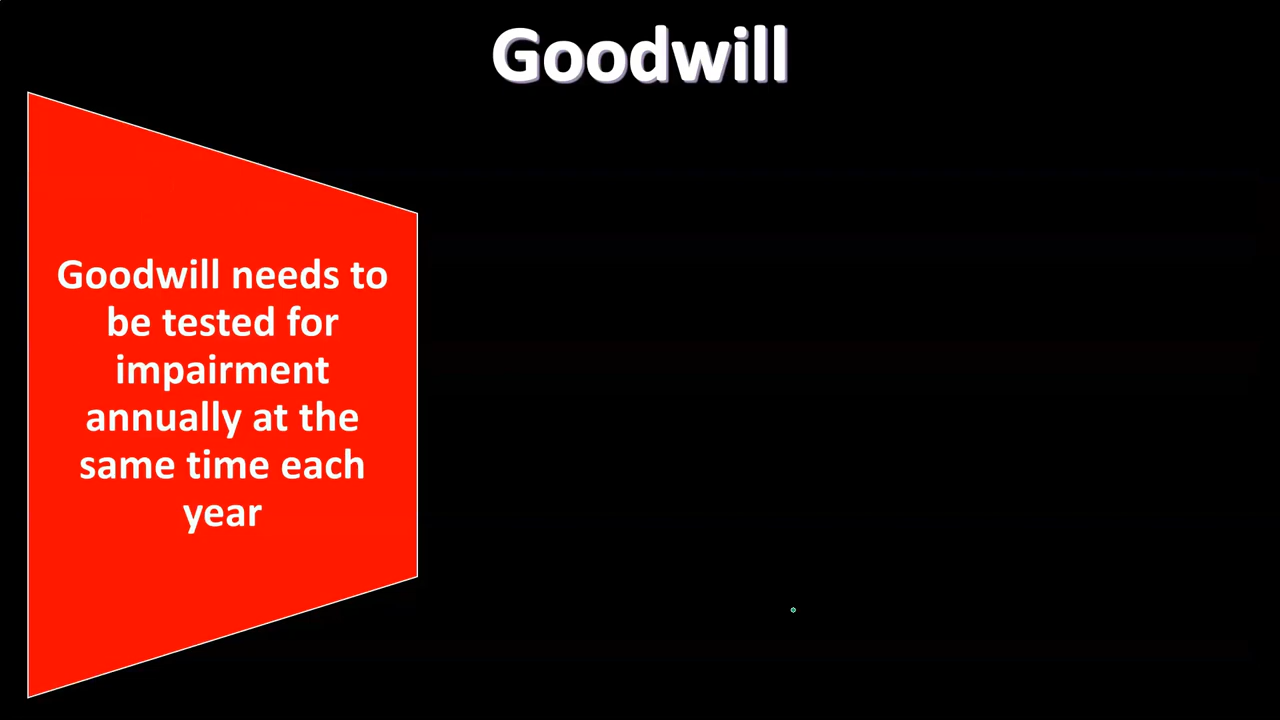 Goodwill
Goodwill needs to
be tested for
impairment
annually at the
same time each
year